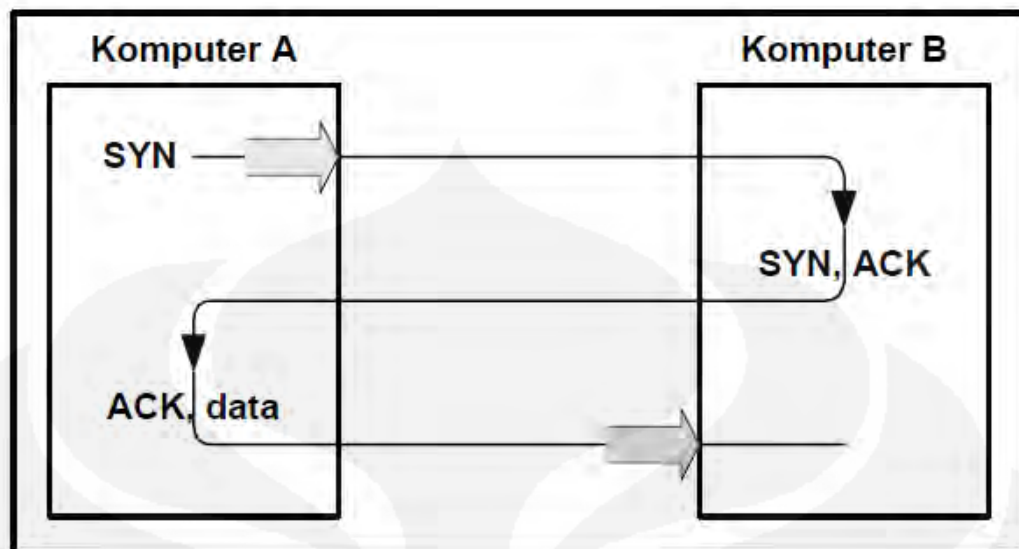 Komputer A
Komputer B
SYN
SYN, ACK
ACK, data